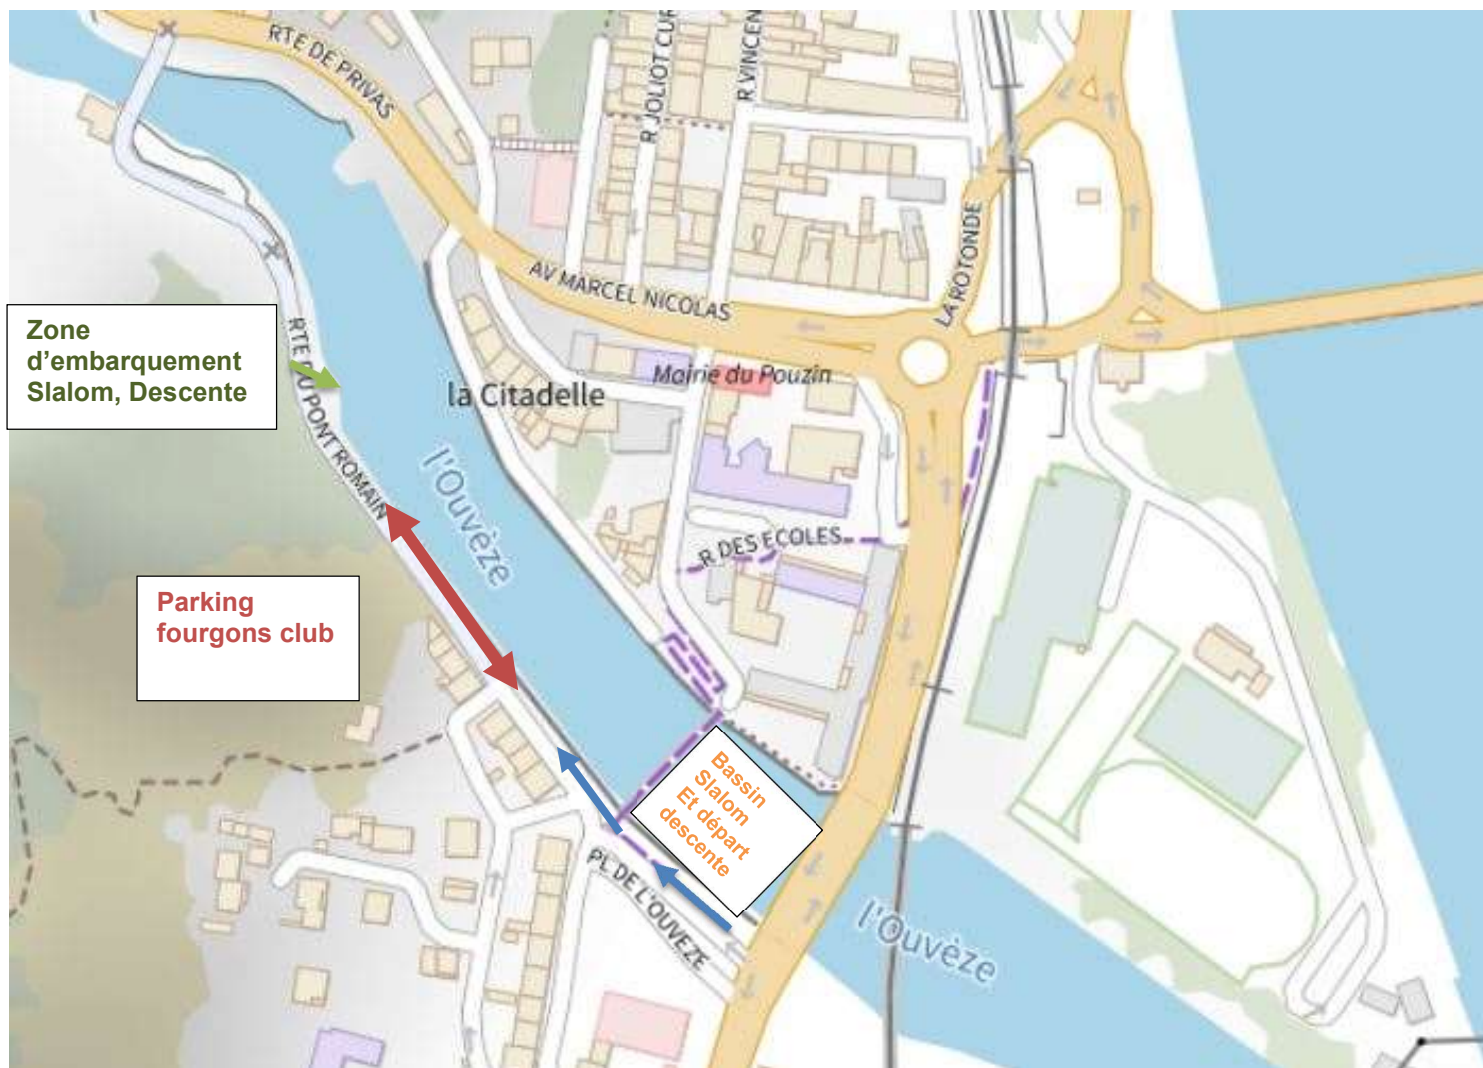 RTE DE PRIVAS
R JOLIOT CUR
R VINCEN
LA ROTONDE
AV MARCEL NICOLAS
Zone
d'embarquement
Slalom, Descente
RTE DU PONT ROMAIN
Mairie du Pouzin
la Citadelle
l'Ouvèze
R DES ECOLES
Parking
fourgons club
Bassin
Slalom
Et départ
descente
PL DE L'OUVEZE
l'Ouvèze